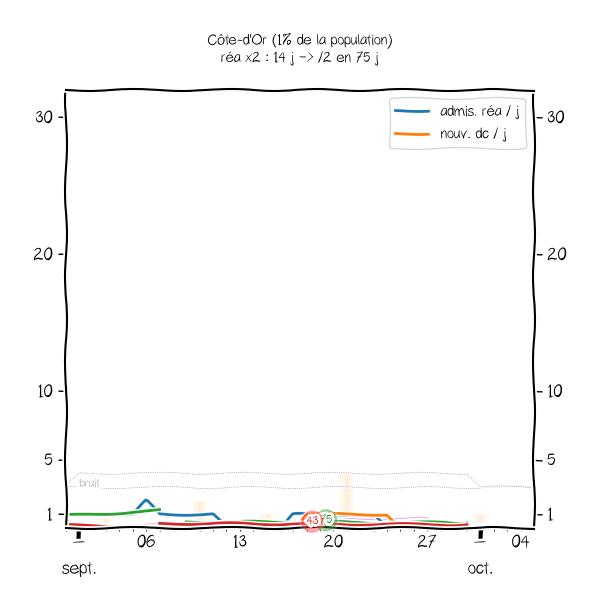 Côte-d'Or (1% de la population)
réa x2 : 14 j -> /2 en 75 j
admis. réa / j
nouv. dc / j
30 30
20 20
10 10
5 5
1 1
bruit
43 75
06 13 20 27 04
sept. oct.